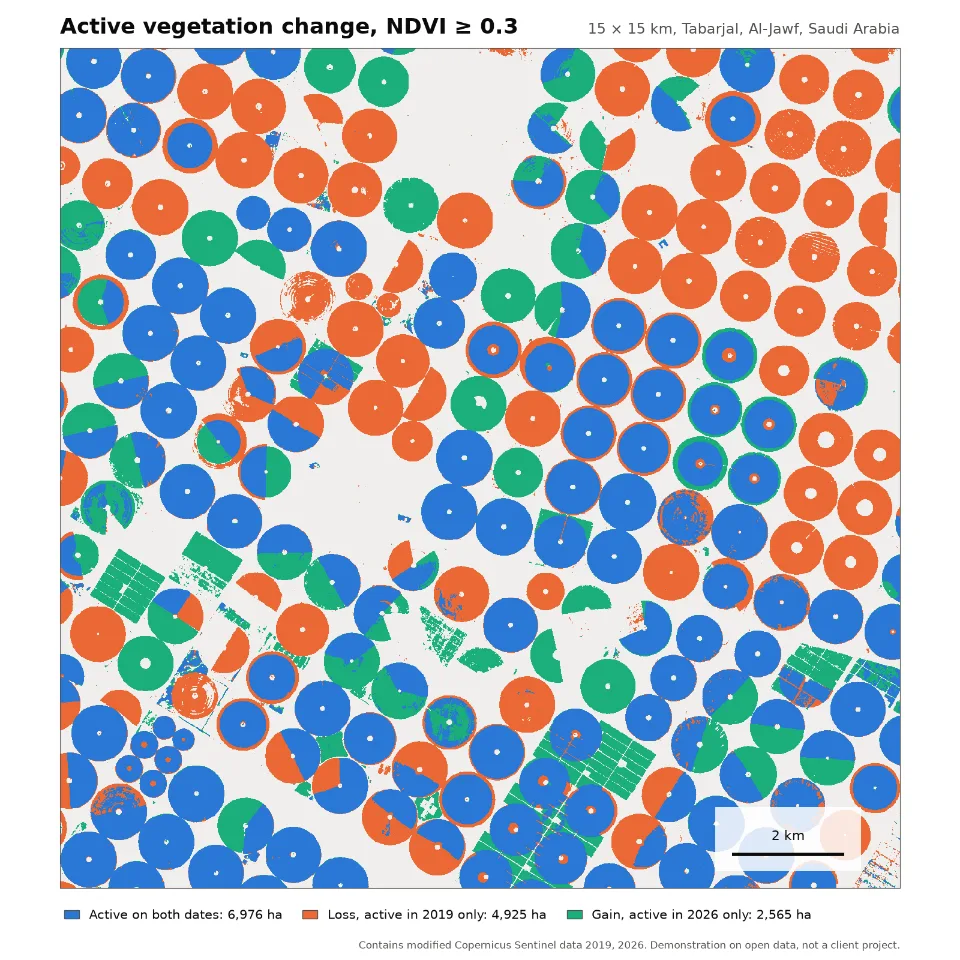 Active vegetation change, NDVI ≥ 0.3
15 × 15 km, Tabarjal, Al-Jawf, Saudi Arabia
2 km
Active on both dates: 6,976 ha
Loss, active in 2019 only: 4,925 ha
Gain, active in 2026 only: 2,565 ha
Contains modified Copernicus Sentinel data 2019, 2026. Demonstration on open data, not a client project.